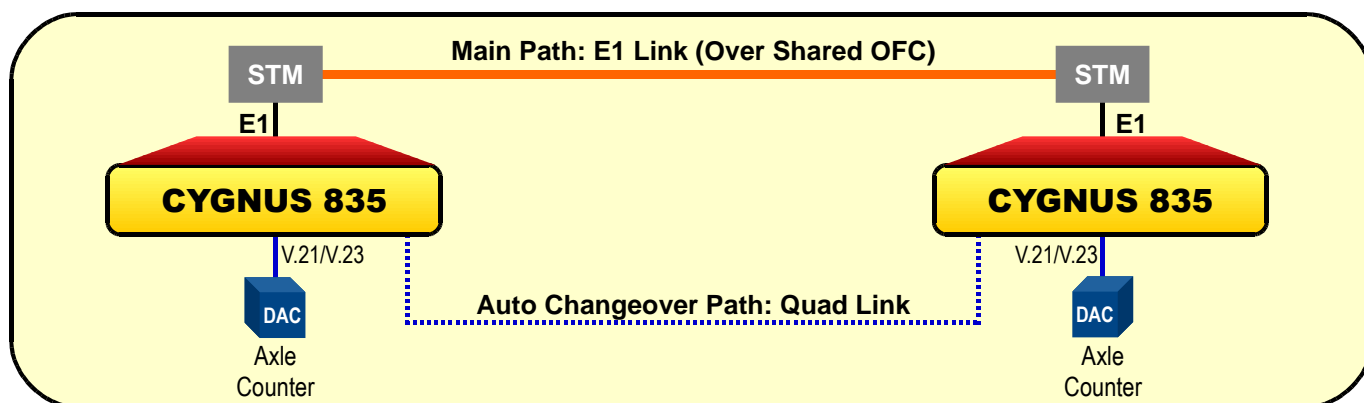 Main Path: E1 Link (Over Shared OFC)
STM
STM
E1
E1
CYGNUS 835
CYGNUS 835
V.21/V.23
V.21/V.23
Auto Changeover Path: Quad Link
DAC
DAC
Axle
Counter
Axle
Counter